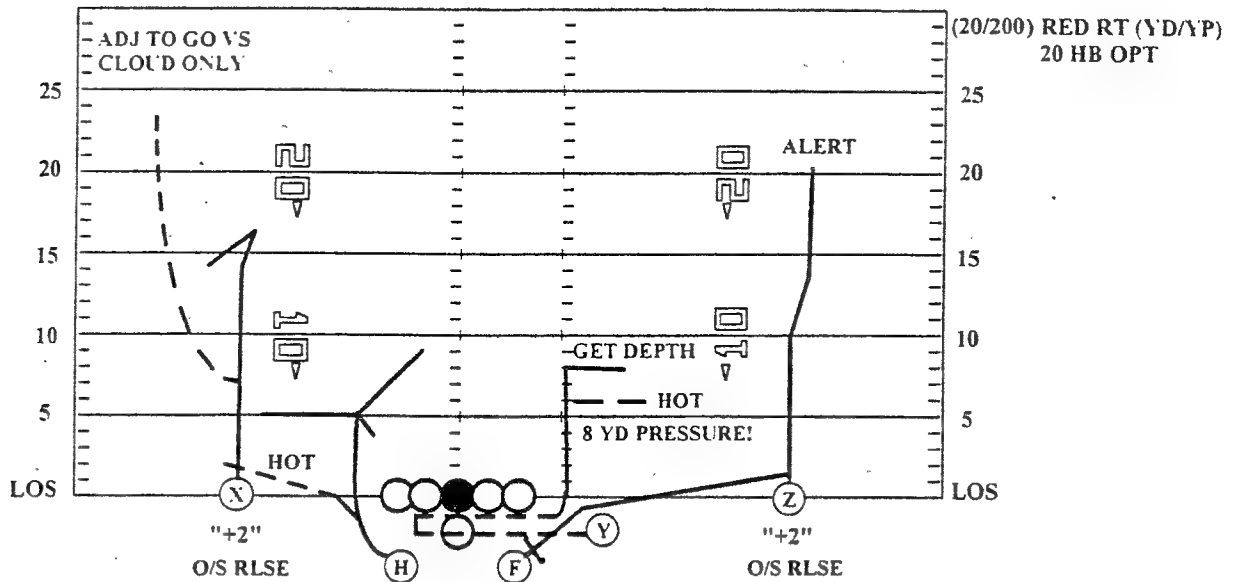 (20/200) RED RT (YD/YP)
20 HB OPT
ADJ TO GO VS
CLOUD ONLY
25
25
ALERT
20
20
20
20
15
15
10
10
10
10
GET DEPTH
HOT
5
5
8 YD PRESSURE!
HOT
LOS
X
Z
LOS
"+2"
Y
"+2"
O/S RLSE
H
F
O/S RLSE